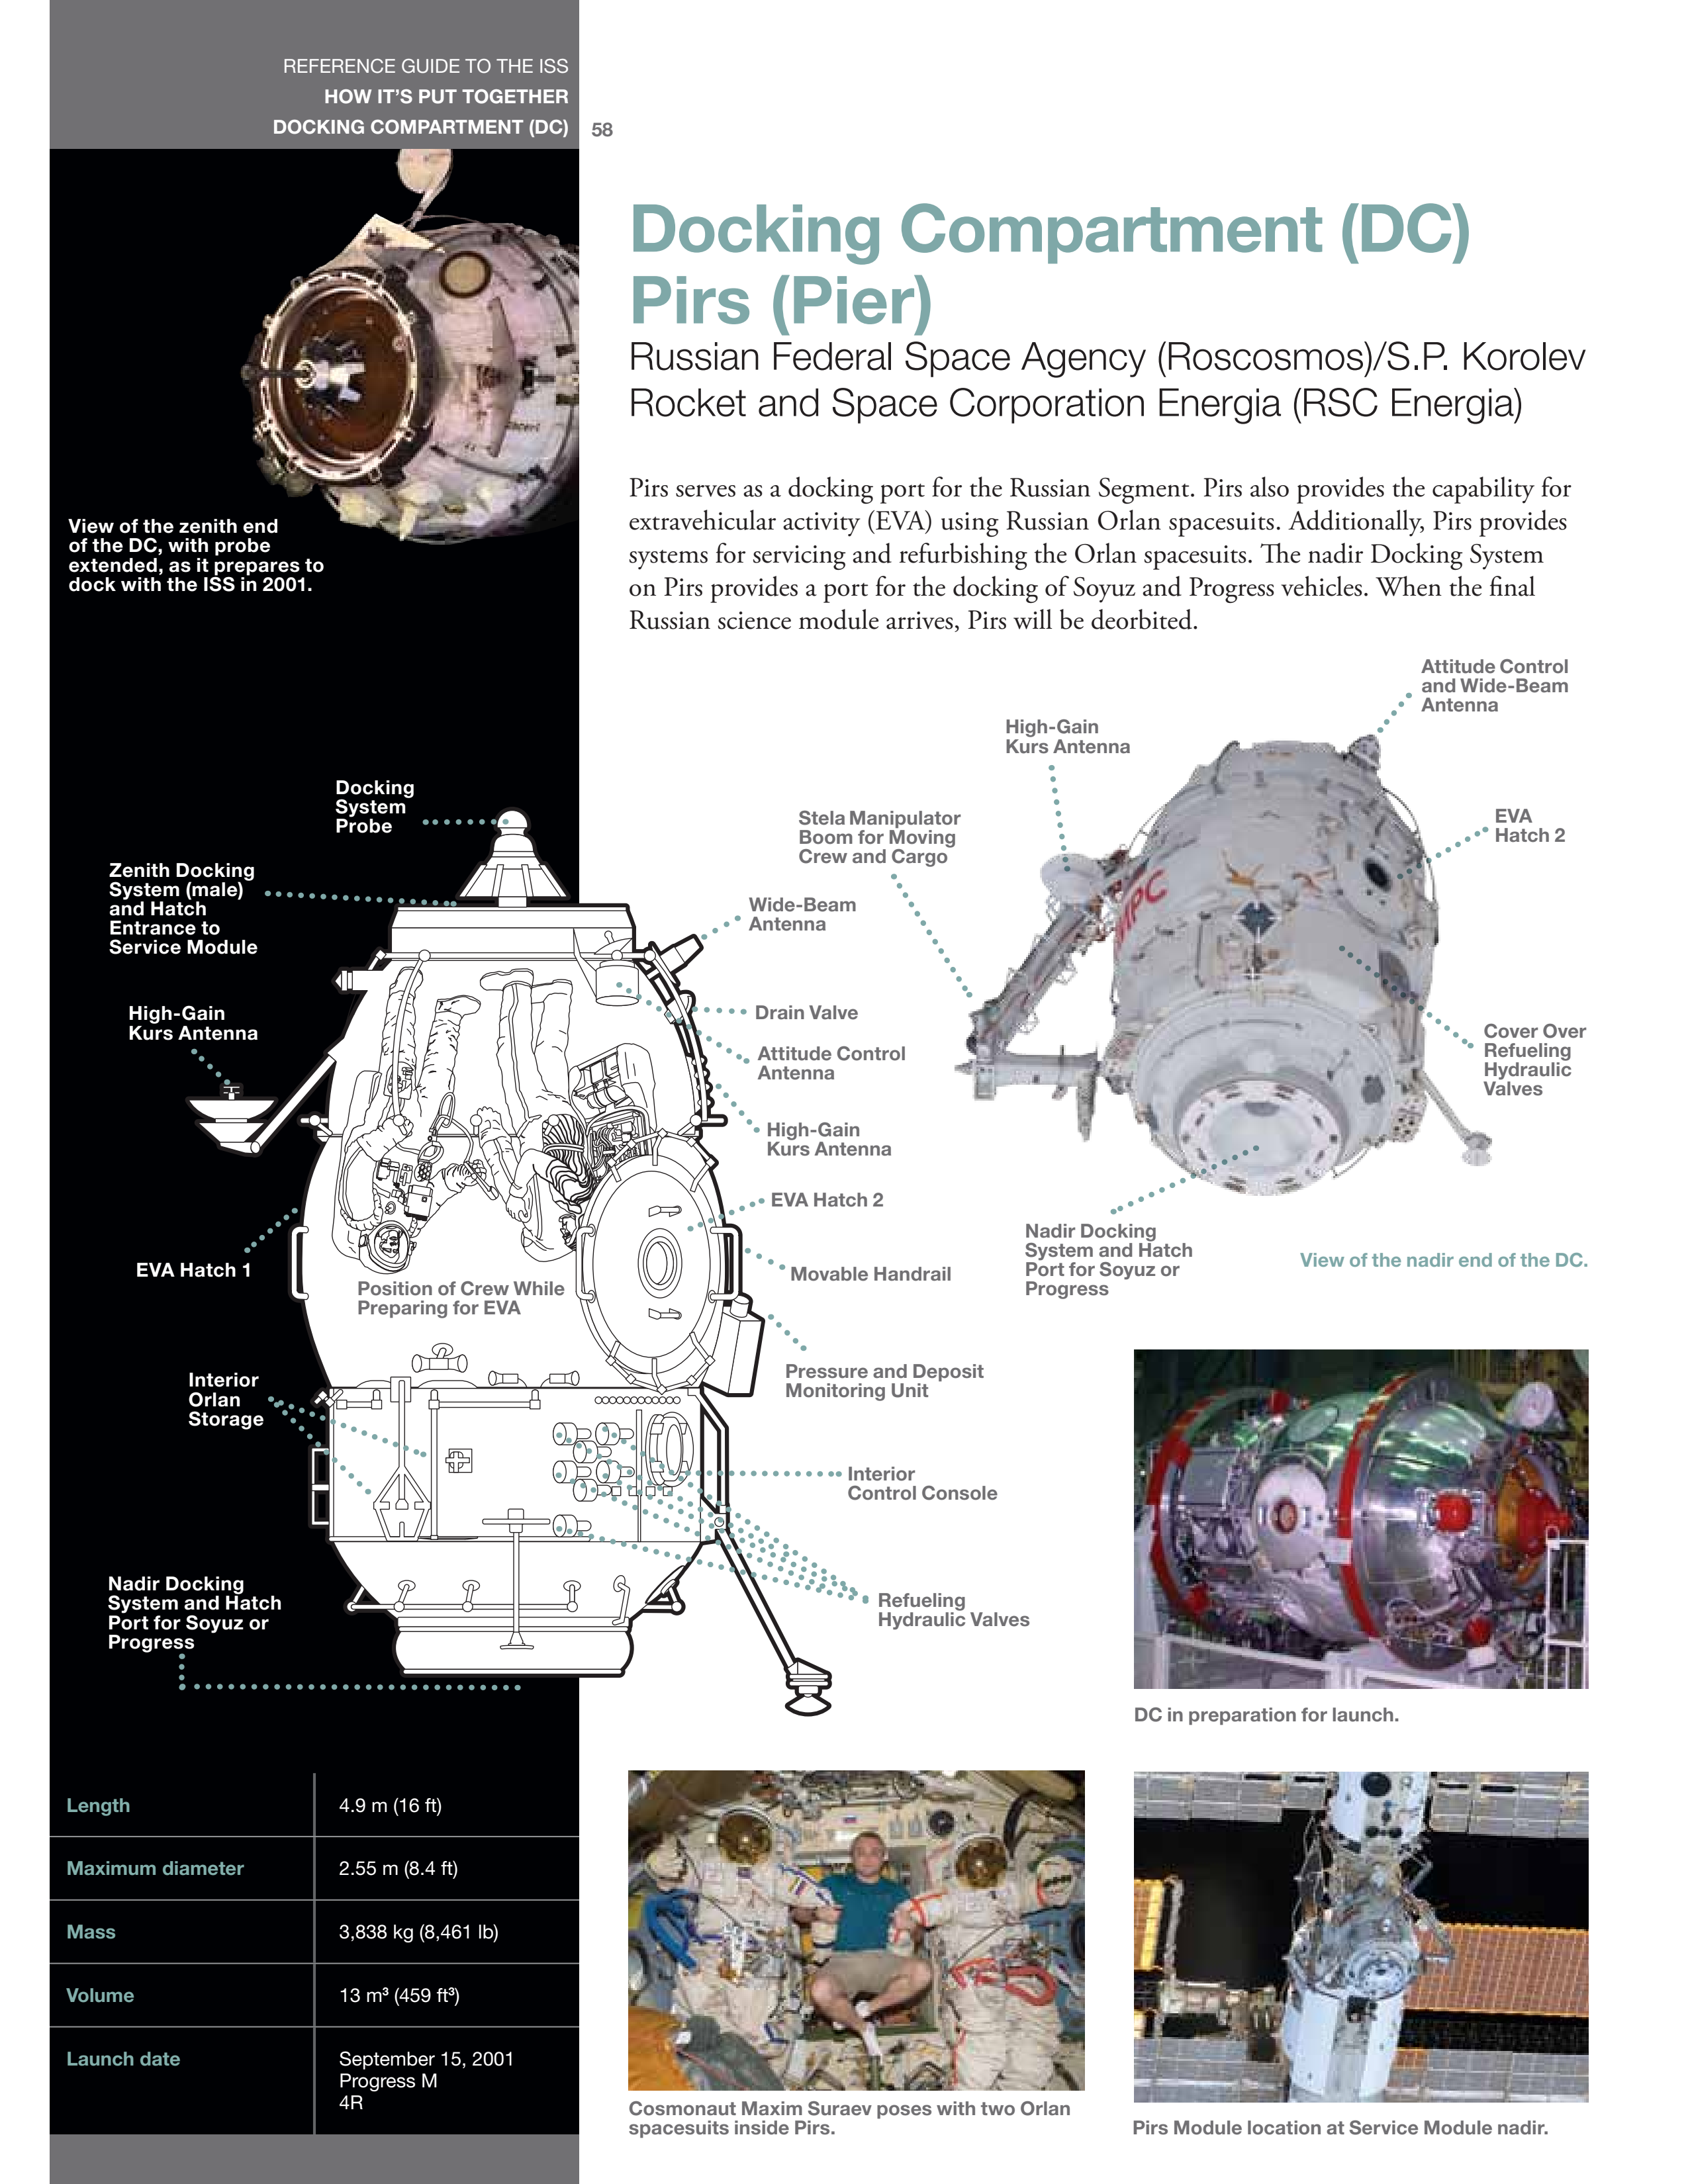 REFERENCE GUIDE TO THE ISS
HOW IT’S PUT TOGETHER
DOCKING COMPARTMENT (DC)
58
View of the zenith end
of the DC, with probe
extended, as it prepares to
dock with the ISS in 2001.
Docking Compartment (DC)
Pirs (Pier)
Russian Federal Space Agency (Roscosmos)/S.P. Korolev
Rocket and Space Corporation Energia (RSC Energia)
Pirs serves as a docking port for the Russian Segment. Pirs also provides the capability for
extravehicular activity (EVA) using Russian Orlan spacesuits. Additionally, Pirs provides
systems for servicing and refurbishing the Orlan spacesuits. The nadir Docking System
on Pirs provides a port for the docking of Soyuz and Progress vehicles. When the final
Russian science module arrives, Pirs will be deorbited.
Docking
System
Probe
Zenith Docking
System (male)
and Hatch
Entrance to
Service Module
High-Gain
Kurs Antenna
EVA Hatch 1
Interior
Orlan
Storage
Nadir Docking
System and Hatch
Port for Soyuz or
Progress
Position of Crew While
Preparing for EVA
Wide-Beam
Antenna
Drain Valve
Attitude Control
Antenna
High-Gain
Kurs Antenna
EVA Hatch 2
Movable Handrail
Pressure and Deposit
Monitoring Unit
Interior
Control Console
Refueling
Hydraulic Valves
Attitude Control
and Wide-Beam
Antenna
High-Gain
Kurs Antenna
Stela Manipulator
Boom for Moving
Crew and Cargo
EVA
Hatch 2
Cover Over
Refueling
Hydraulic
Valves
Nadir Docking
System and Hatch
Port for Soyuz or
Progress
View of the nadir end of the DC.
DC in preparation for launch.
Length 4.9 m (16 ft)
Maximum diameter 2.55 m (8.4 ft)
Mass 3,838 kg (8,461 lb)
Volume 13 m³ (459 ft³)
Launch date September 15, 2001
Progress M
4R
Cosmonaut Maxim Suraev poses with two Orlan
spacesuits inside Pirs.
Pirs Module location at Service Module nadir.